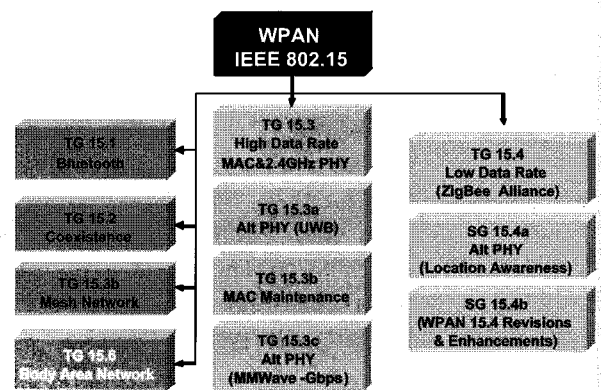 WPAN
IEEE 802.15
TG 15.1
Bluetooth
TG 15.2
Coexistance
TG 15.3b
Mesh Network
TG 15.6
Body Area Network
TG 15.3
High Data Rate
MAC&2.4GHz PHY
TG 15.3a
Alt PHY (UWB)
TG 15.3b
MAC Maintenance
TG 15.3c
Alt PHY
(MMWave -Gbps)
TG 15.4
Low Data Rate
(ZigBee Alliance)
SG 15.4a
Alt PHY
(Location Awareness)
SG 15.4b
(WPAN 15.4 Revisions
& Enhancements)